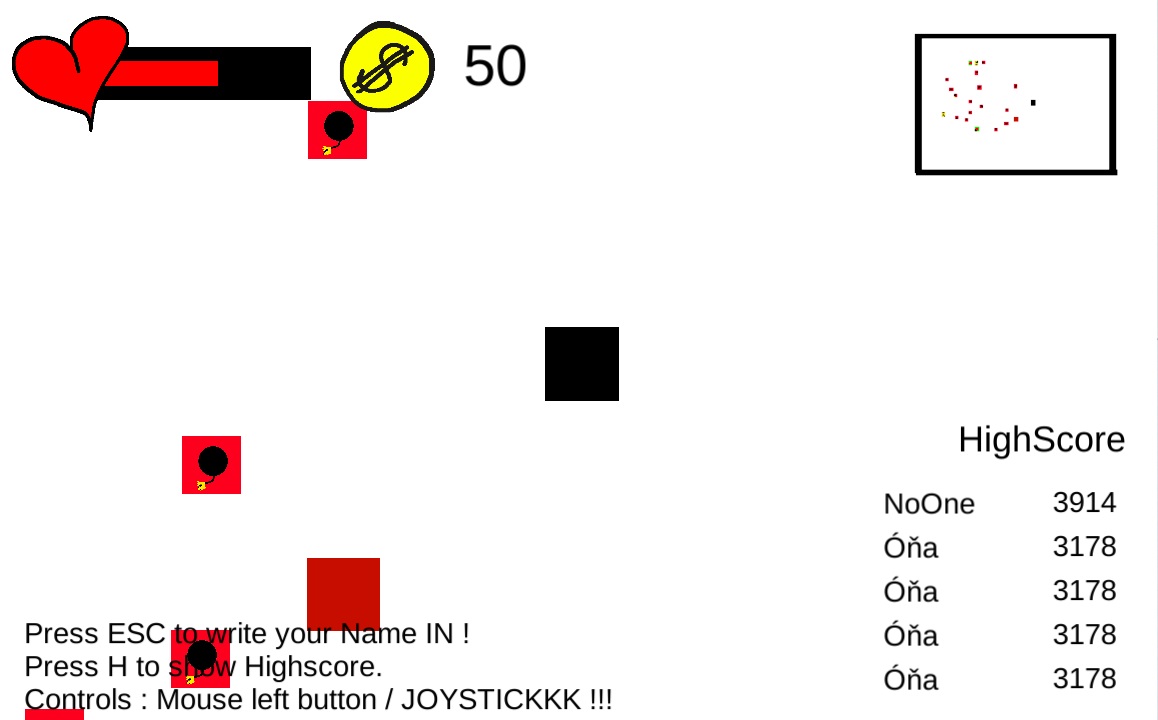 50
HighScore
NoOne 3914
Óňa 3178
Óňa 3178
Óňa 3178
Óňa 3178
Press ESC to write your Name IN !
Press H to show Highscore.
Controls : Mouse left button / JOYSTICKKK !!!